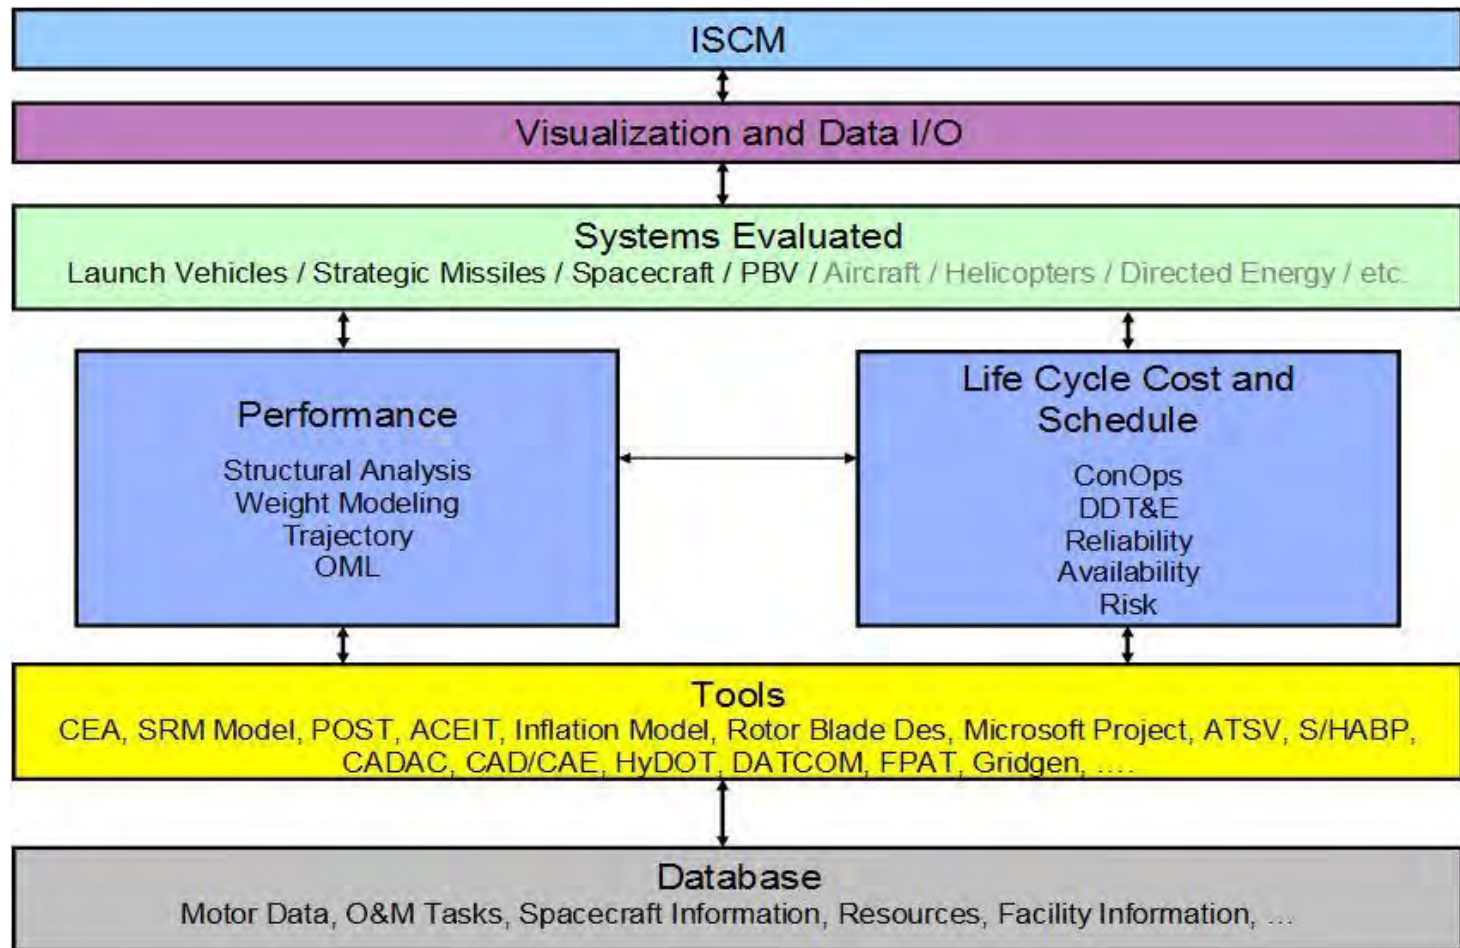 ISCM
Visualization and Data I/O
Systems Evaluated
Launch Vehicles / Strategic Missiles / Spacecraft / PBV / Aircraft / Helicopters / Directed Energy / etc.
Performance
Structural Analysis
Weight Modeling
Trajectory
OML
Life Cycle Cost and
Schedule
ConOps
DDT&E
Reliability
Availability
Risk
Tools
CEA, SRM Model, POST, ACEIT, Inflation Model, Rotor Blade Des, Microsoft Project, ATSV, S/HABP,
CADAC, CAD/CAE, HyDOT, DATCOM, FPAT, Gridgen, ….
Database
Motor Data, O&M Tasks, Spacecraft Information, Resources, Facility Information, …